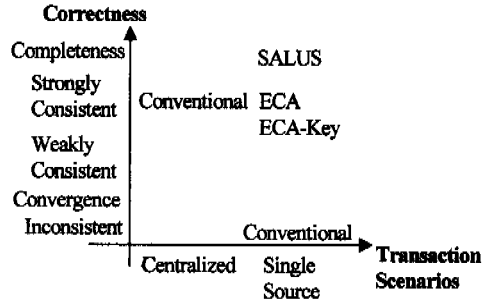 Correctness
Completeness
SALUS
Strongly
Consistent
Conventional ECA
ECA-Key
Weakly
Consistent
Convergence
Inconsistent
Conventional
Transaction
Scenarios
Centralized
Single
Source